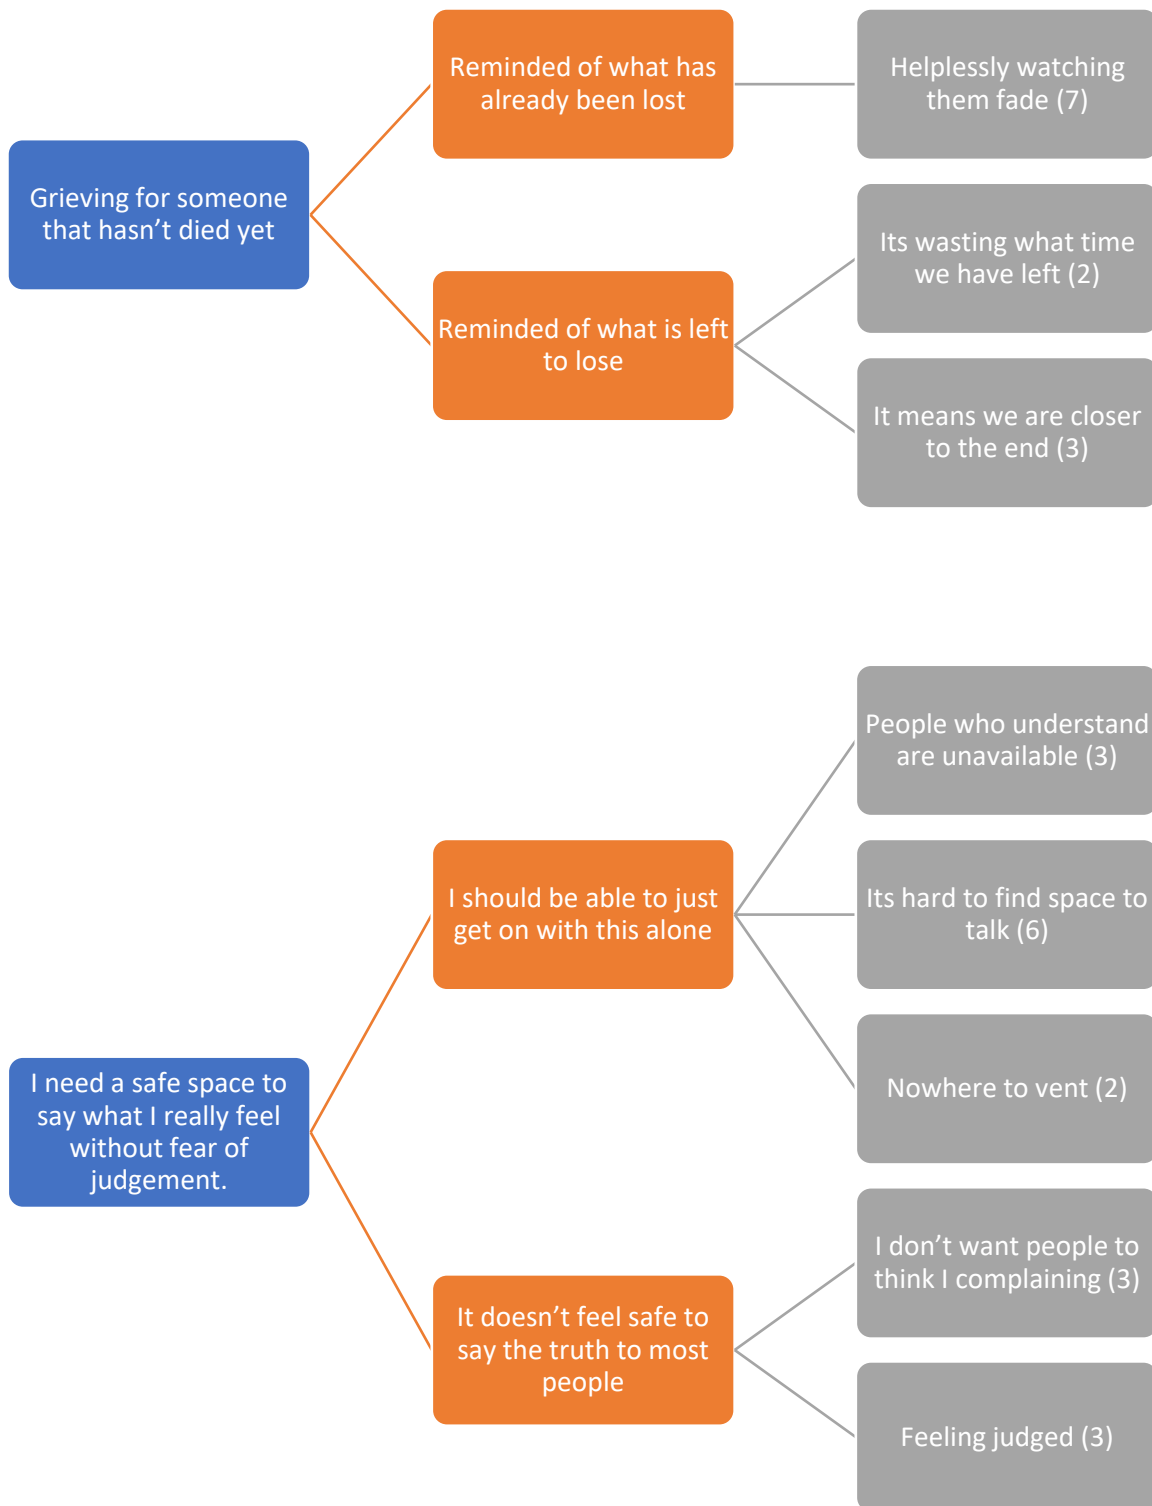 Grieving for someone
that hasn’t died yet
Reminded of what has
already been lost
Helplessly watching
them fade (7)
Reminded of what is left
to lose
Its wasting what time
we have left (2)
It means we are closer
to the end (3)
I need a safe space to
say what I really feel
without fear of
judgement.
I should be able to just
get on with this alone
People who understand
are unavailable (3)
Its hard to find space to
talk (6)
Nowhere to vent (2)
It doesn’t feel safe to
say the truth to most
people
I don’t want people to
think I complaining (3)
Feeling judged (3)